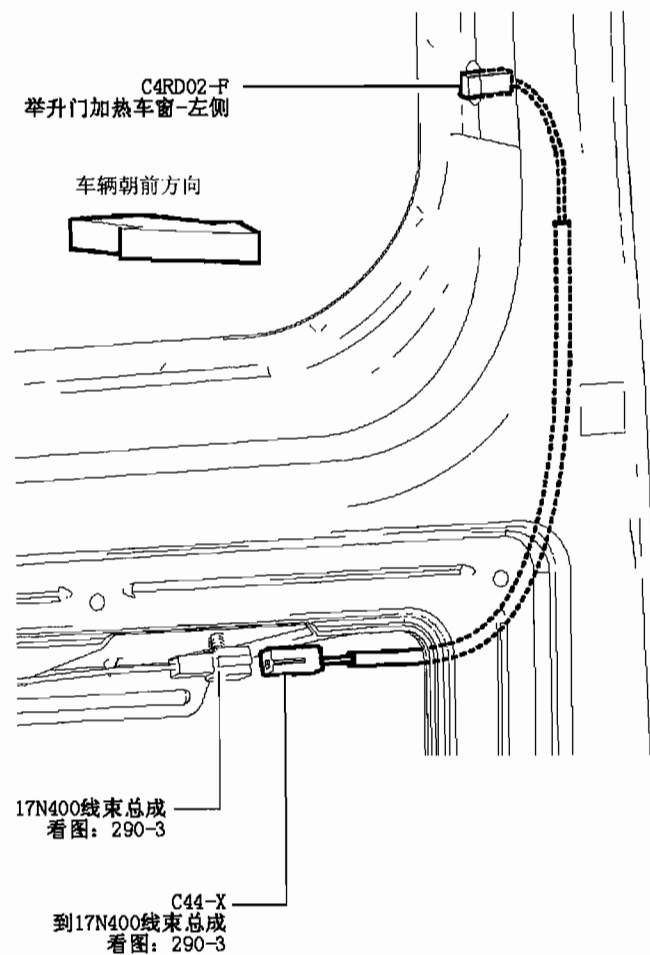 C4RD02-F
举升门加热车窗-左侧
车辆朝前方向
17N400线束总成
看图: 290-3
C44-X
到17N400线束总成
看图: 290-3